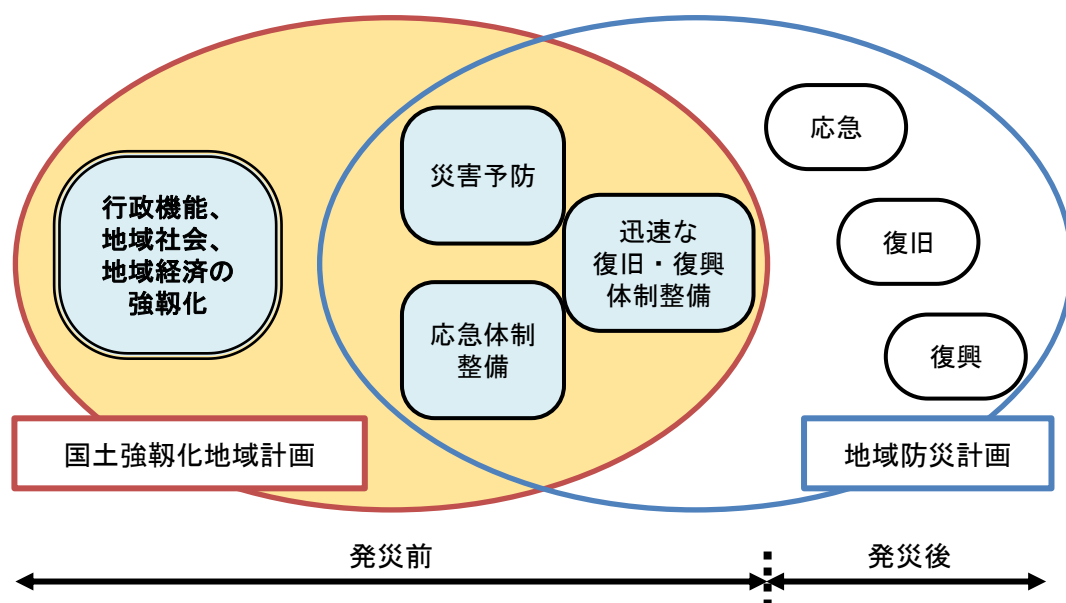 行政機能、
地域社会、
地域経済の
強靱化
災害予防
応急体制
整備
迅速な
復旧・復興
体制整備
応急
復旧
復興
国土強靱化地域計画
地域防災計画
発災前
発災後